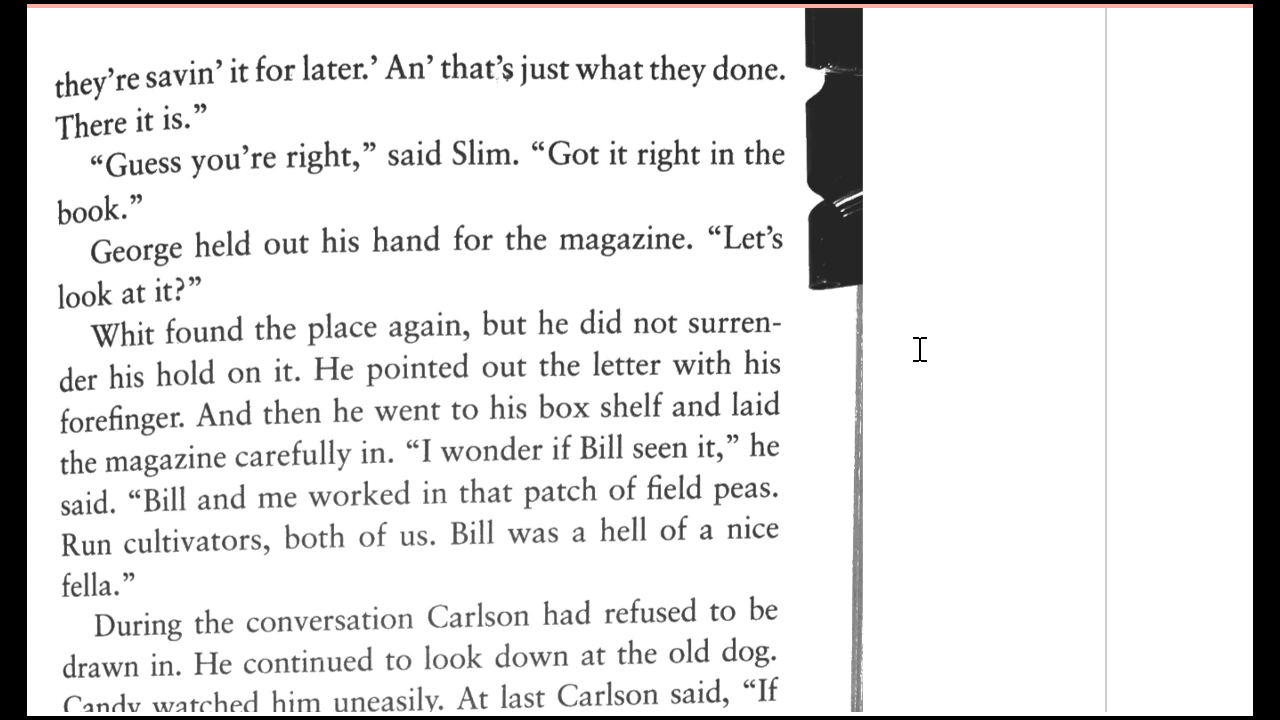 they’re savin’ it for later.’ An’ that’s just what they done.
There it is.”
“Guess you’re right,” said Slim. “Got it right in the
book.”
George held out his hand for the magazine. “Let’s
look at it?”
Whit found the place again, but he did not surren-
der his hold on it. He pointed out the letter with his
forefinger. And then he went to his box shelf and laid
the magazine carefully in. “I wonder if Bill seen it,” he
said. “Bill and me worked in that patch of field peas.
Run cultivators, both of us. Bill was a hell of a nice
fella.”
During the conversation Carlson had refused to be
drawn in. He continued to look down at the old dog.
Candy watched him uneasily. At last Carlson said, “If